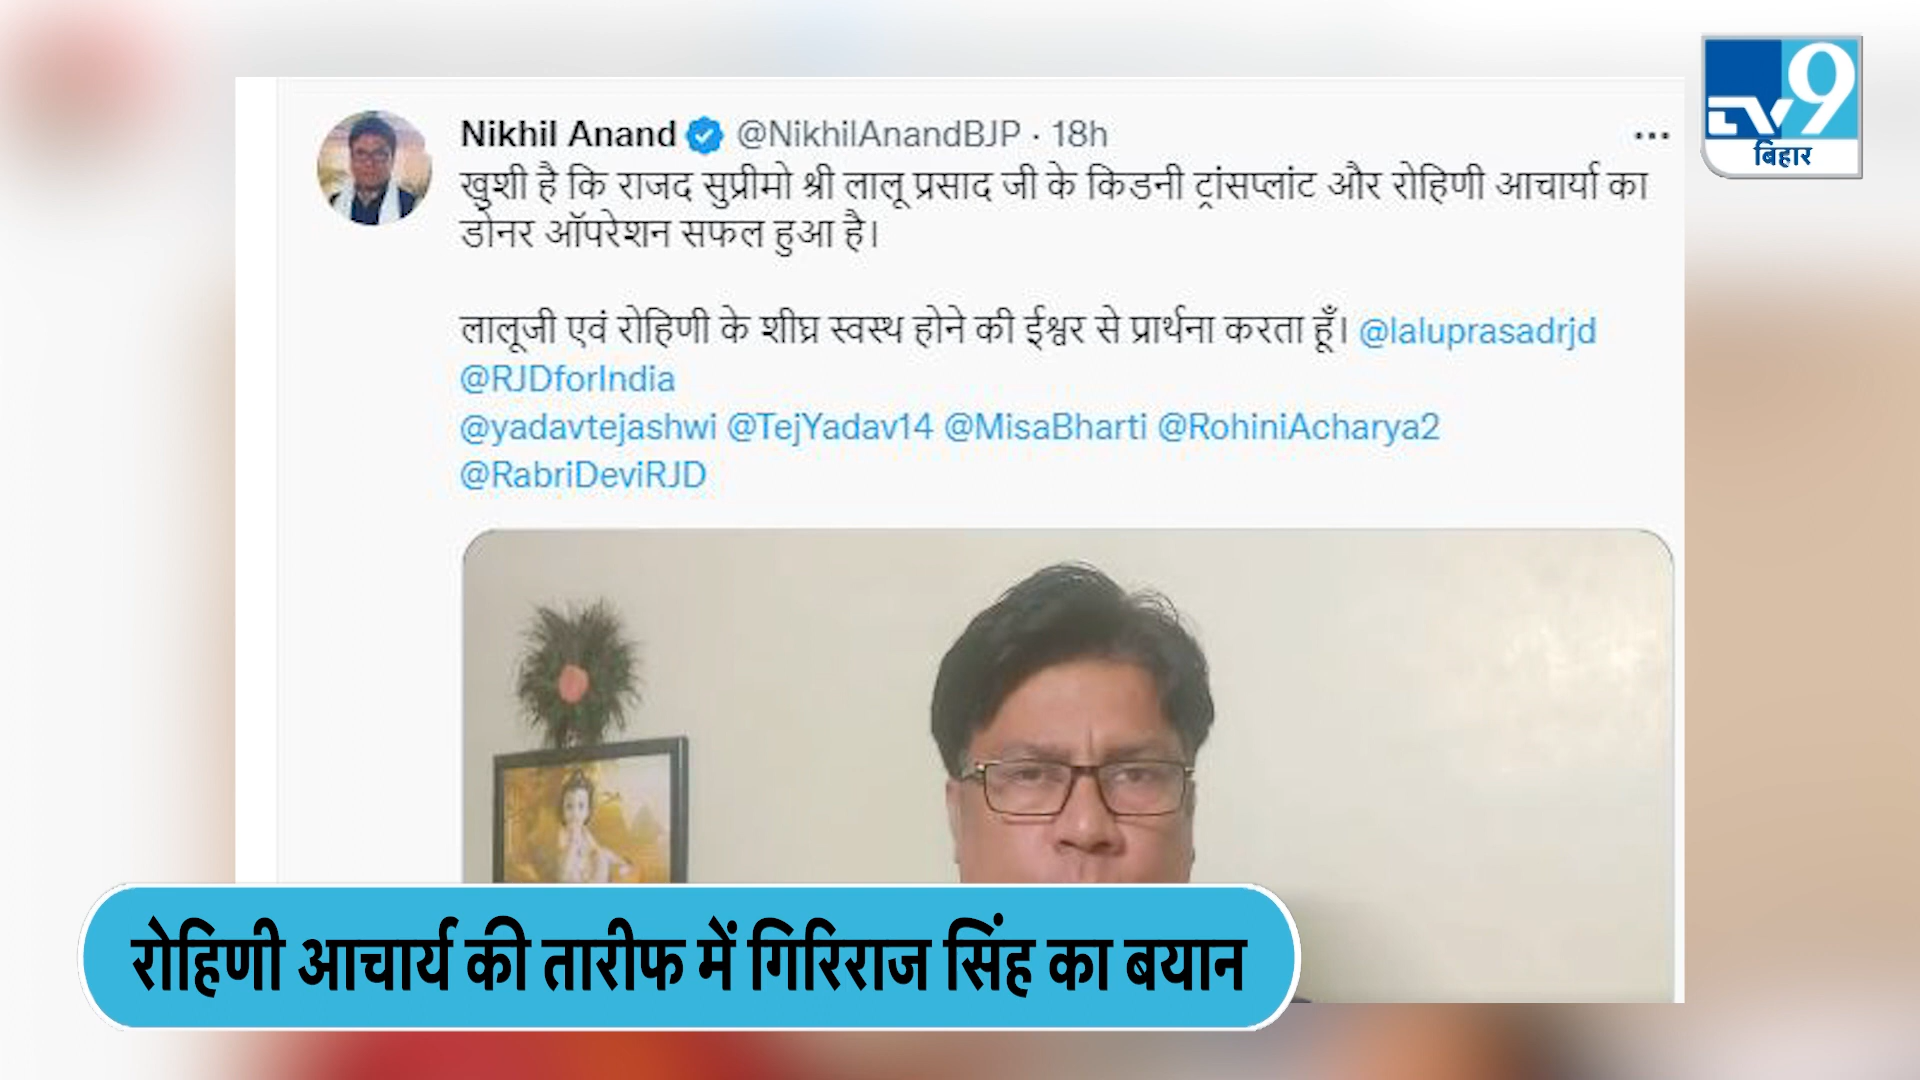 Nikhil Anand @NikhilAnandBJP · 18h
खुशी है कि राजद सुप्रीमो श्री लालू प्रसाद जी के किडनी ट्रांसप्लांट और रोहिणी आचार्या का
डोनर ऑपरेशन सफल हुआ है।
लालूजी एवं रोहिणी के शीघ्र स्वस्थ होने की ईश्वर से प्रार्थना करता हूँ। @laluprasadrjd
@RJDforIndia
@yadavtejashwi @TejYadav14 @MisaBharti @RohiniAcharya2
@RabriDeviRJD
TV9
बिहार
रोहिणी आचार्य की तारीफ में गिरिराज सिंह का बयान